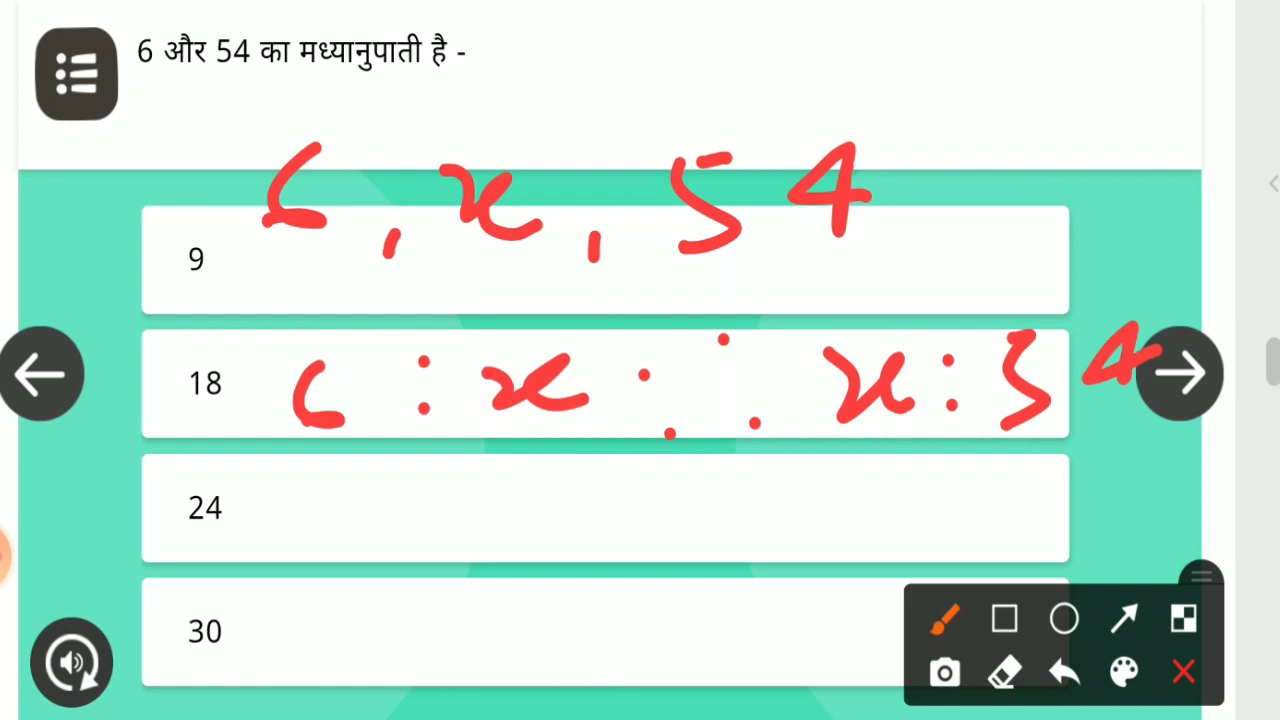 6 और 54 का मध्यानुपाती है -
6, x, 54
9
18
6 : x :: x : 54
24
30